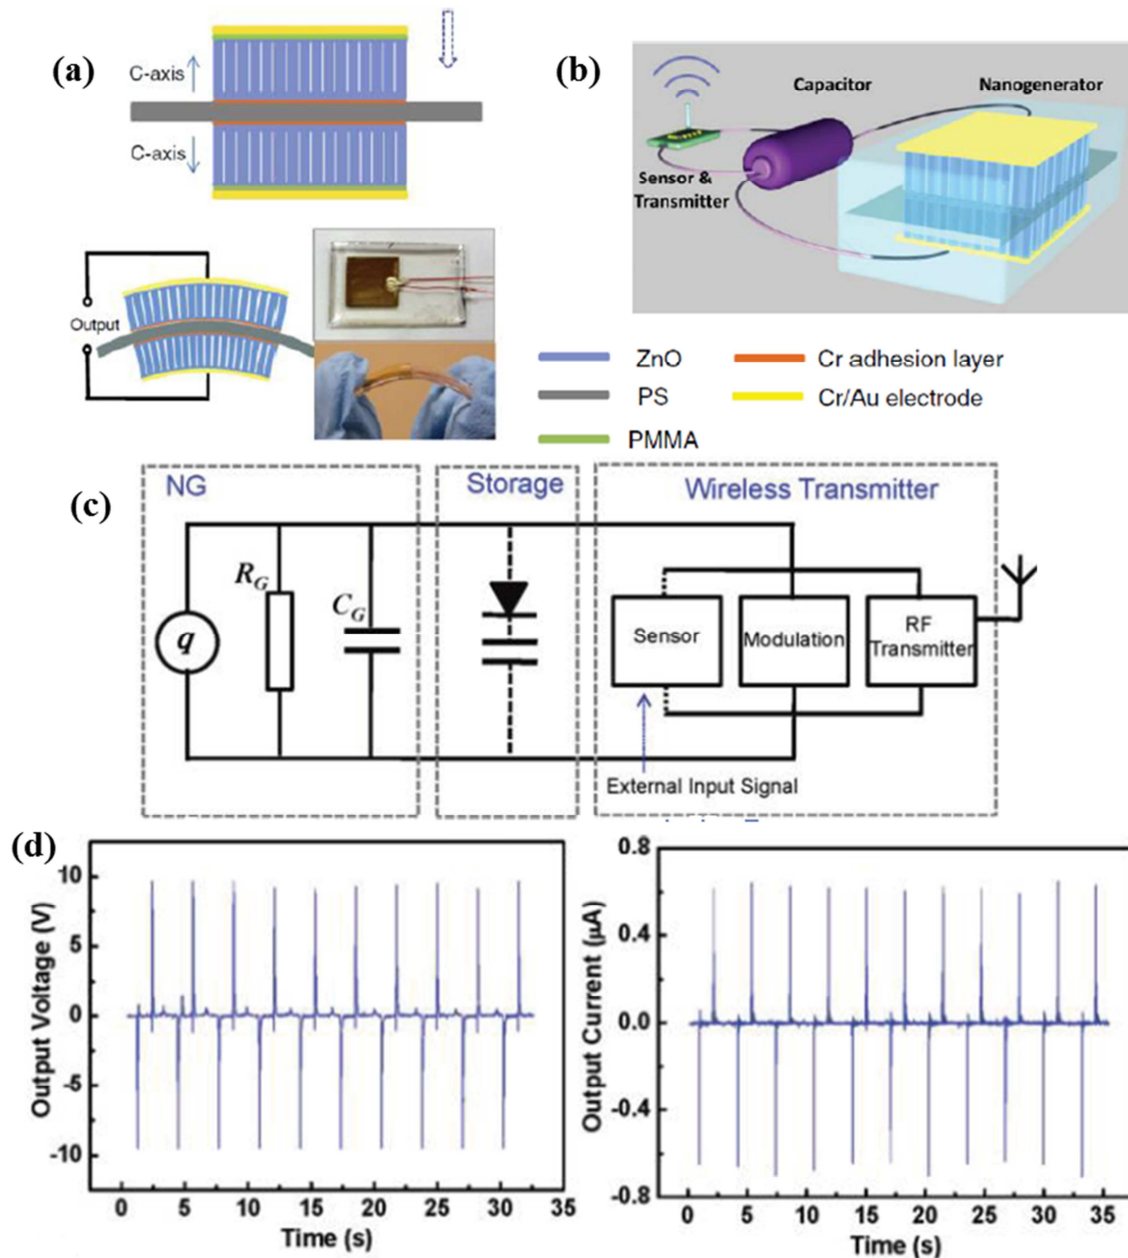 (a)
C-axis
C-axis
Output
(b)
Capacitor
Nanogenerator
Sensor &
Transmitter
ZnO
Cr adhesion layer
PS
Cr/Au electrode
PMMA
(c)
NG
Storage
Wireless Transmitter
R_G
C_G
q
Sensor
Modulation
RF
Transmitter
External Input Signal
(d)
Output Voltage (V)
10
5
0
-5
-10
0 5 10 15 20 25 30 35
Time (s)
Output Current (μA)
0.8
0.4
0.0
-0.4
-0.8
0 5 10 15 20 25 30 35
Time (s)